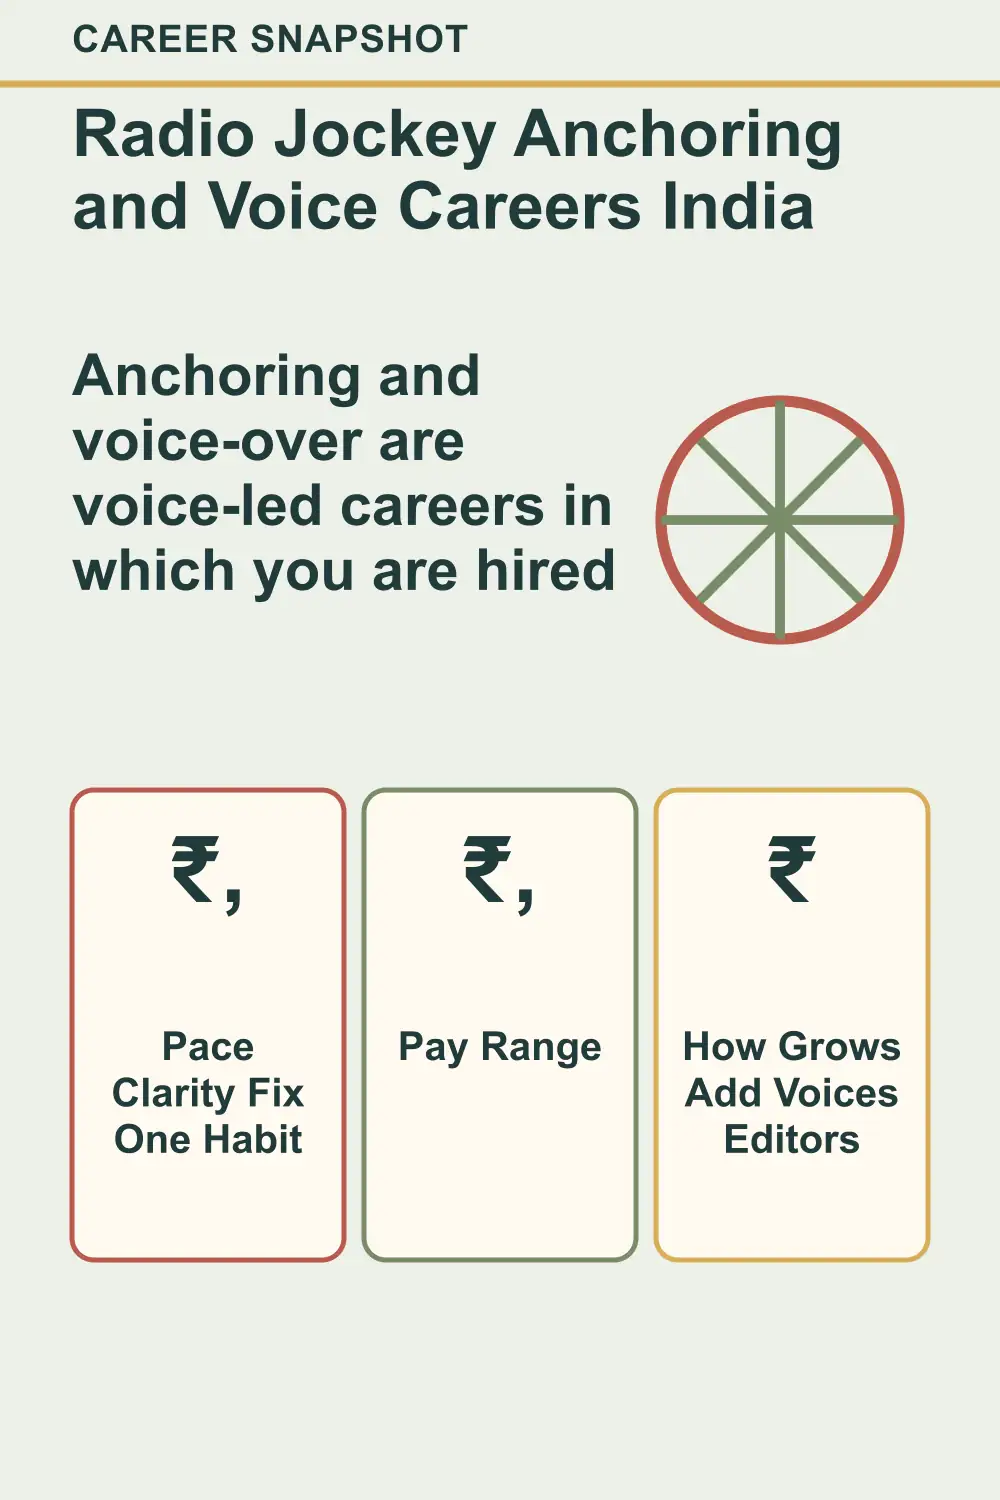 CAREER SNAPSHOT
Radio Jockey Anchoring
and Voice Careers India
Anchoring and
voice-over are
voice-led careers in
which you are hired
₹,
Pace
Clarity Fix
One Habit
₹,
Pay Range
₹
How Grows
Add Voices
Editors